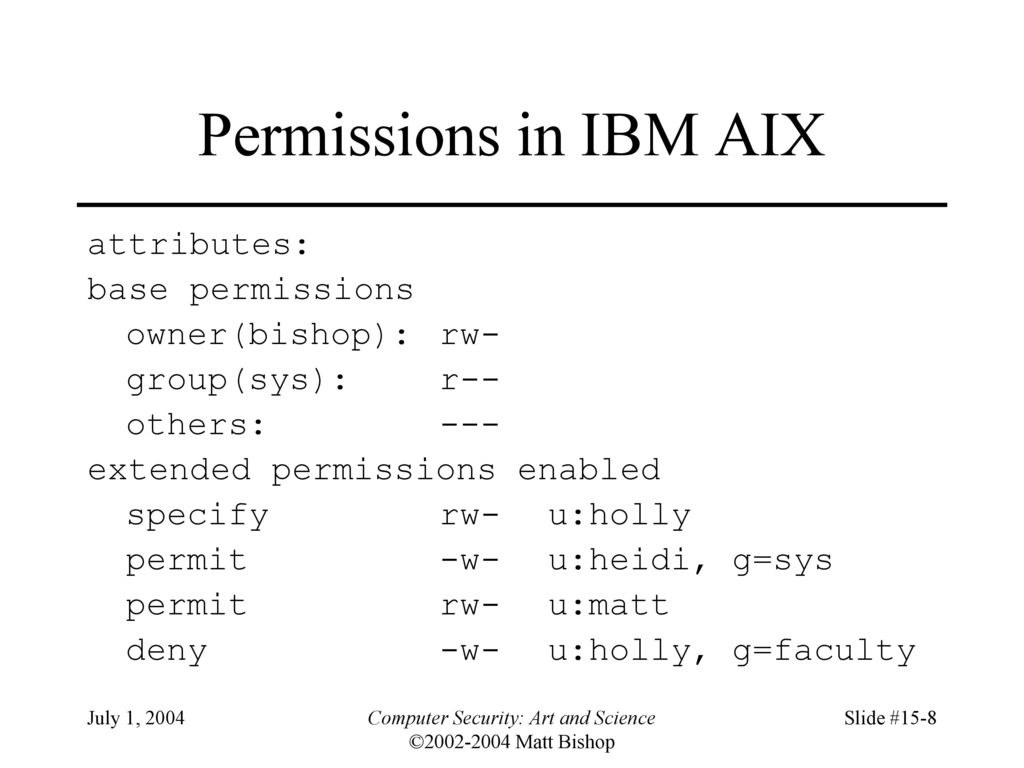 Permissions in IBM AIX
attributes:
base permissions
owner(bishop): rw-
group(sys): r--
others: ---
extended permissions enabled
specify rw- u:holly
permit -w- u:heidi, g=sys
permit rw- u:matt
deny -w- u:holly, g=faculty
July 1, 2004
Computer Security: Art and Science
©2002-2004 Matt Bishop
Slide #15-8